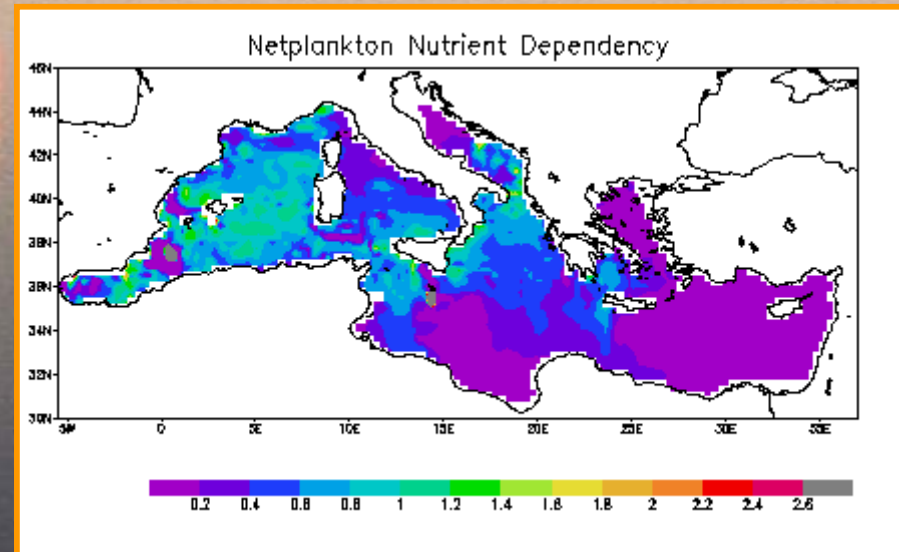 Netplankton Nutrient Dependency
46N
44N
42N
40N
38N
36N
34N
32N
30N
5W 0 5E 10E 15E 20E 25E 30E 35E
0.2 0.4 0.6 0.8 1 1.2 1.4 1.6 1.8 2 2.2 2.4 2.6